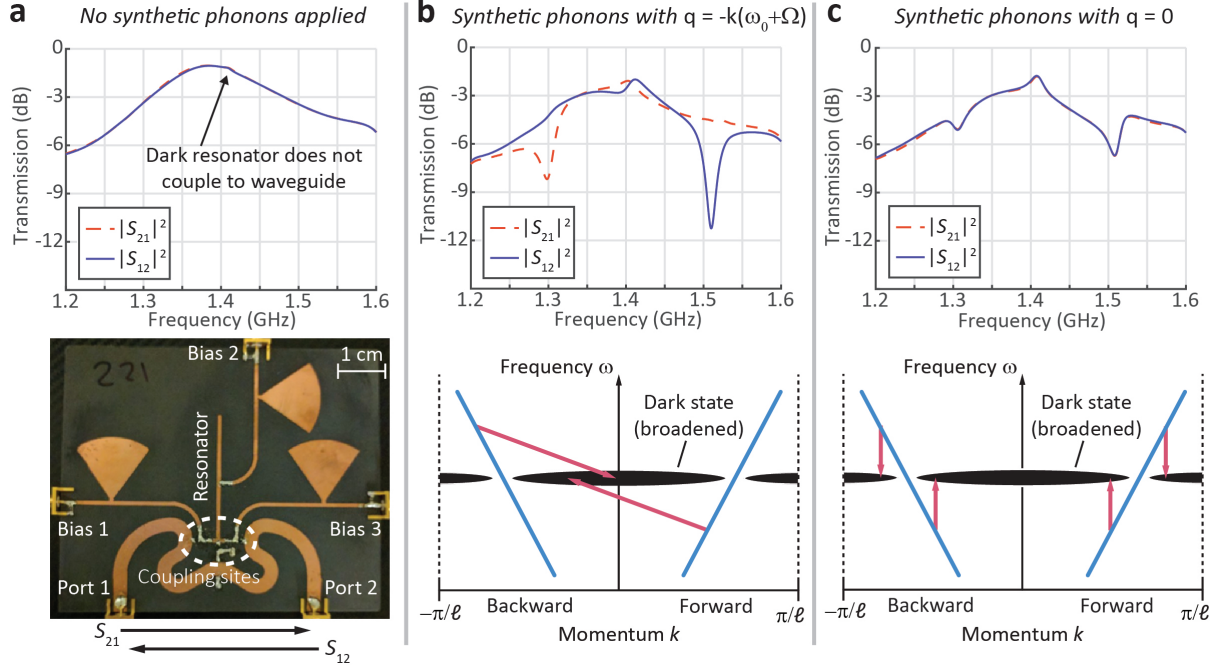 a No synthetic phonons applied
0
-3
-6
-9
-12
Transmission (dB)
Dark resonator does not
couple to waveguide
|S21|²
|S12|²
1.2 1.3 1.4 1.5 1.6
Frequency (GHz)
Bias 2
1 cm
221
Resonator
Bias 1
Bias 3
Coupling sites
Port 1
Port 2
S21
S12
b Synthetic phonons with q = -k(ω0+Ω)
0
-3
-6
-9
-12
Transmission (dB)
|S21|²
|S12|²
1.2 1.3 1.4 1.5 1.6
Frequency (GHz)
Frequency ω
Dark state
(broadened)
−π/ℓ
Backward
Forward
π/ℓ
Momentum k
c Synthetic phonons with q = 0
0
-3
-6
-9
-12
Transmission (dB)
|S21|²
|S12|²
1.2 1.3 1.4 1.5 1.6
Frequency (GHz)
Frequency ω
Dark state
(broadened)
−π/ℓ
Backward
Forward
π/ℓ
Momentum k